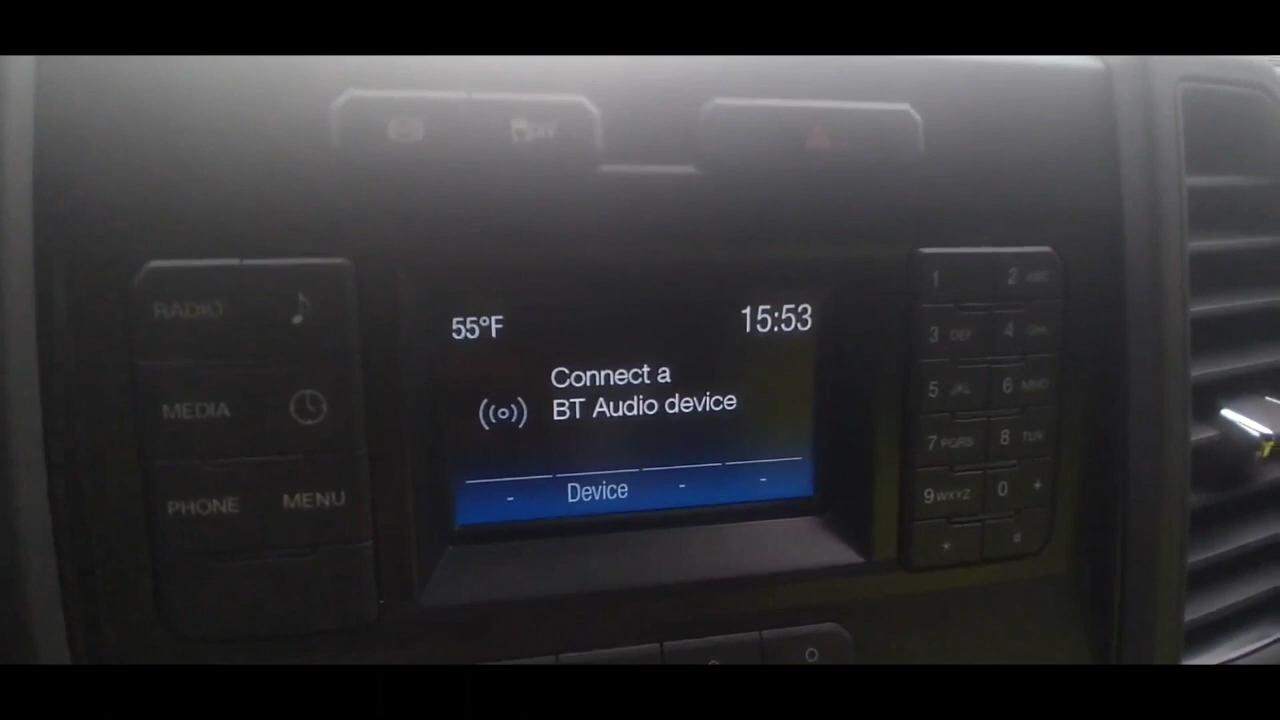 55°F
15:53
Connect a
BT Audio device
- Device - -
RADIO
MEDIA
PHONE MENU
1 2 ABC
3 DEF 4 GHI
5 JKL 6 MNO
7 PQRS 8 TUV
9 WXYZ 0 +
* #